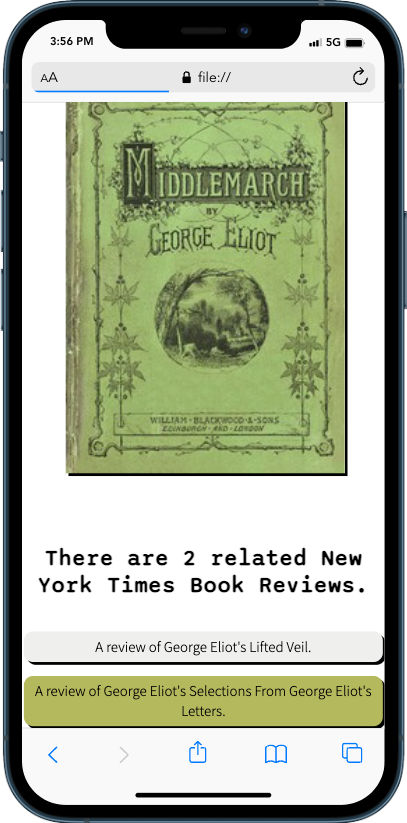 3:56 PM
5G
AA
file://
MIDDLEMARCH
BY
GEORGE ELIOT
WILLIAM·BLACKWOOD·&·SONS
EDINBURGH·AND·LONDON
There are 2 related New
York Times Book Reviews.
A review of George Eliot's Lifted Veil.
A review of George Eliot's Selections From George Eliot's
Letters.